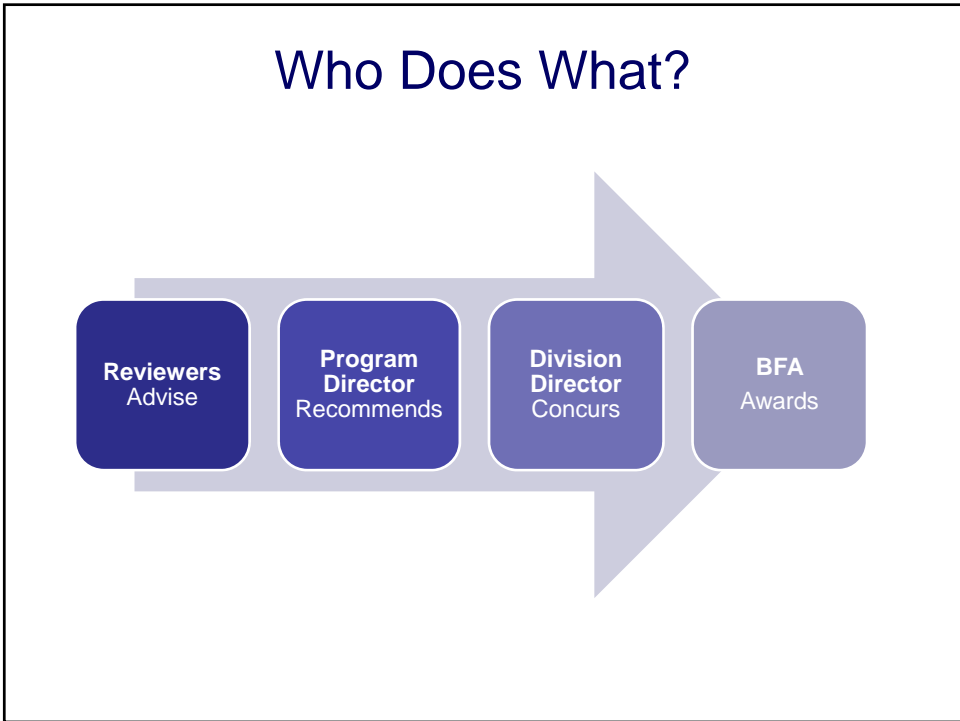 Who Does What?
Reviewers
Advise
Program
Director
Recommends
Division
Director
Concurs
BFA
Awards